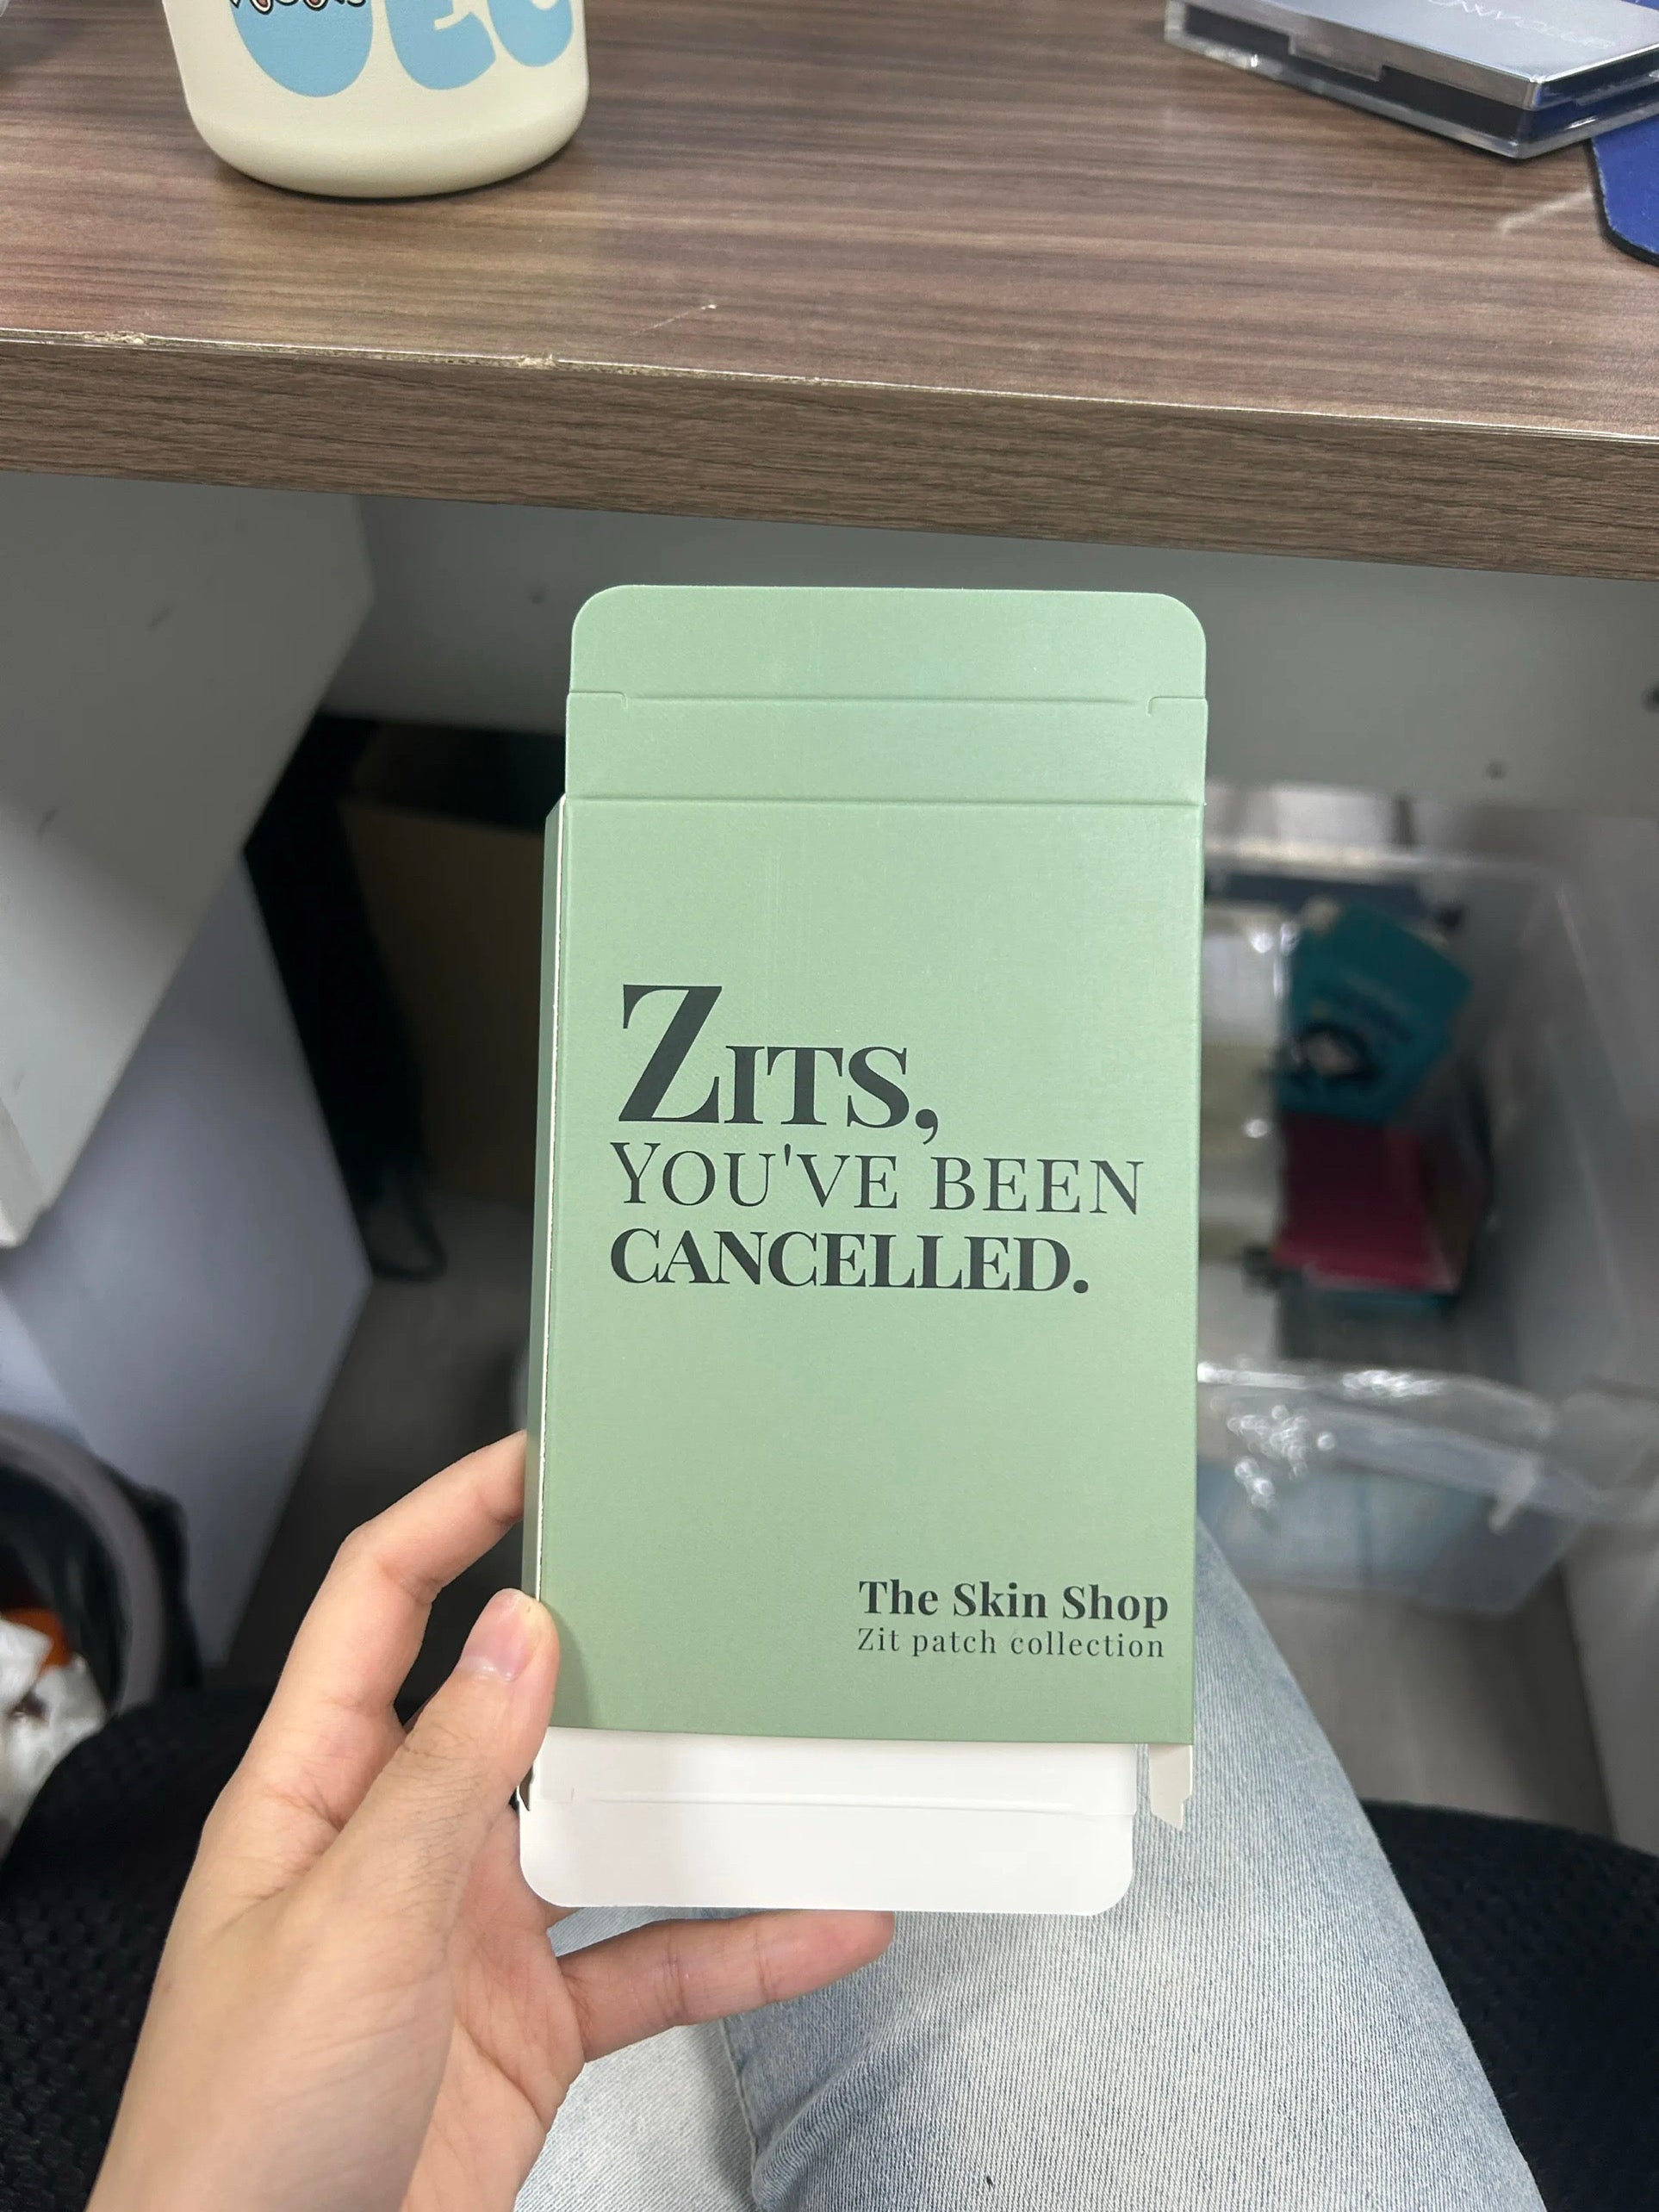 ZITS,
YOU'VE BEEN
CANCELLED.
The Skin Shop
Zit patch collection